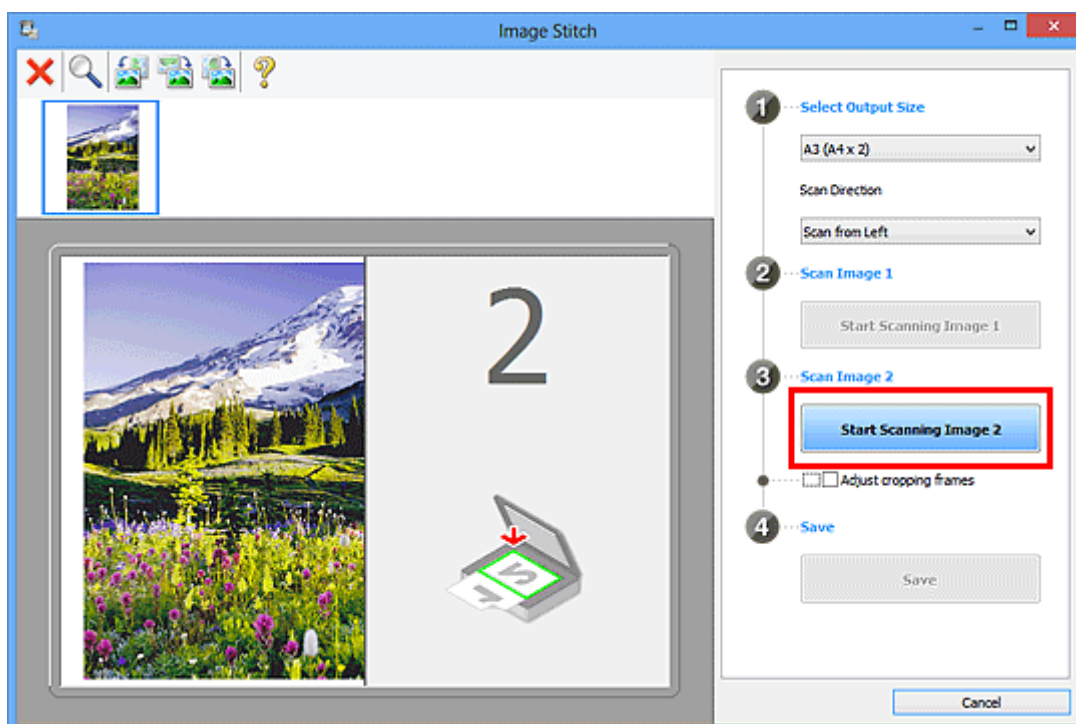 Image Stitch
1
Select Output Size
A3 (A4 x 2)
Scan Direction
Scan from Left
2
Scan Image 1
Start Scanning Image 1
3
Scan Image 2
Start Scanning Image 2
Adjust cropping frames
4
Save
Save
Cancel
2